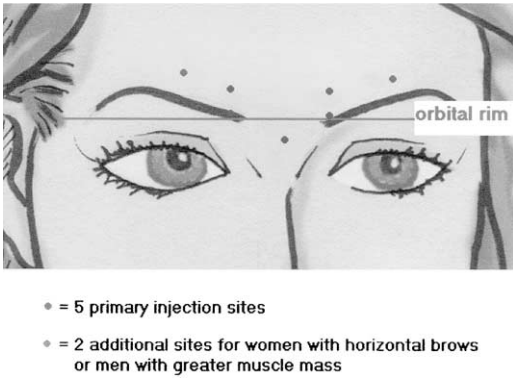 orbital rim
= 5 primary injection sites
= 2 additional sites for women with horizontal brows
or men with greater muscle mass